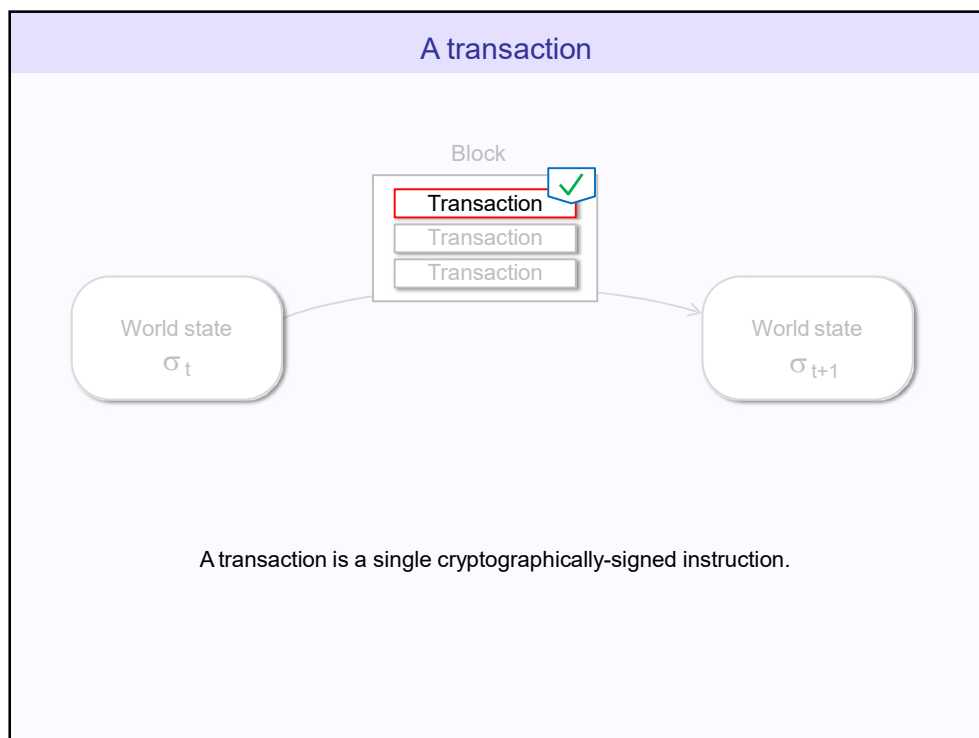 A transaction
Block
Transaction
Transaction
Transaction
World state
σ t
World state
σ t+1
A transaction is a single cryptographically-signed instruction.